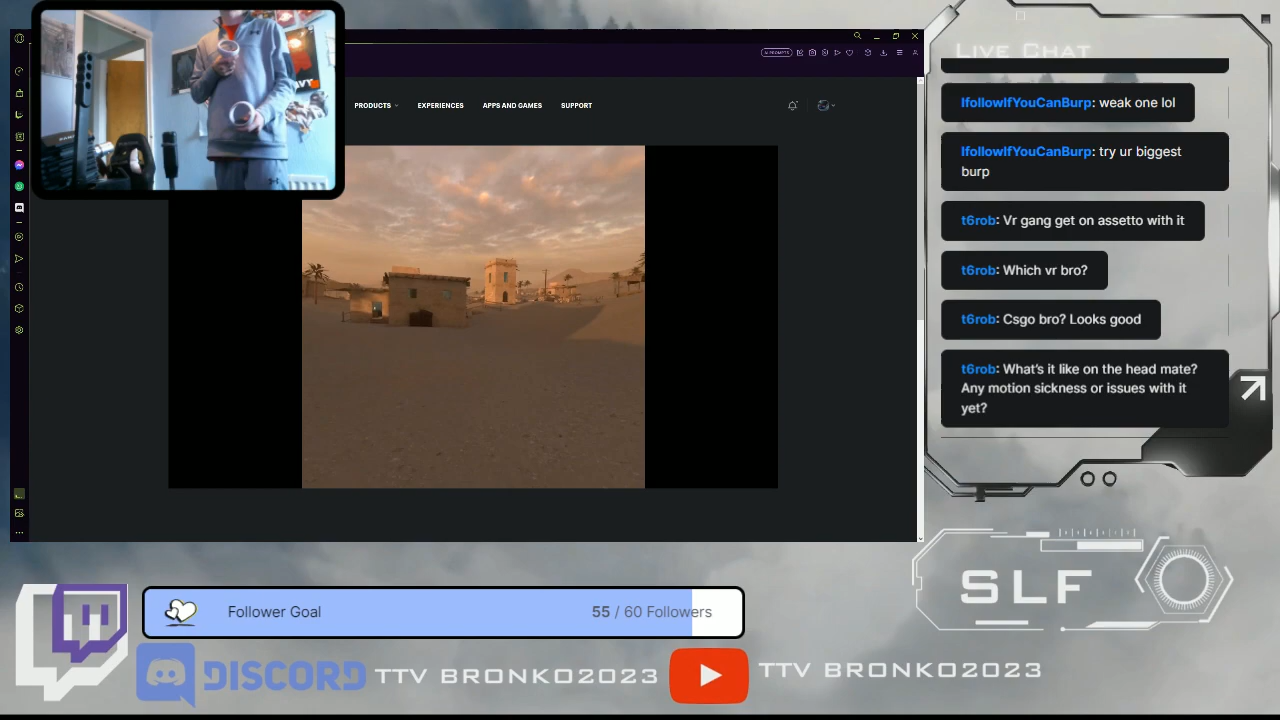 AI PROMPTS
PRODUCTS
EXPERIENCES
APPS AND GAMES
SUPPORT
LIVE CHAT
IfollowIfYouCanBurp: weak one lol
IfollowIfYouCanBurp: try ur biggest
burp
t6rob: Vr gang get on assetto with it
t6rob: Which vr bro?
t6rob: Csgo bro? Looks good
t6rob: What's it like on the head mate?
Any motion sickness or issues with it
yet?
SLF
Follower Goal
55 / 60 Followers
DISCORD
TTV BRONKO2023
TTV BRONKO2023